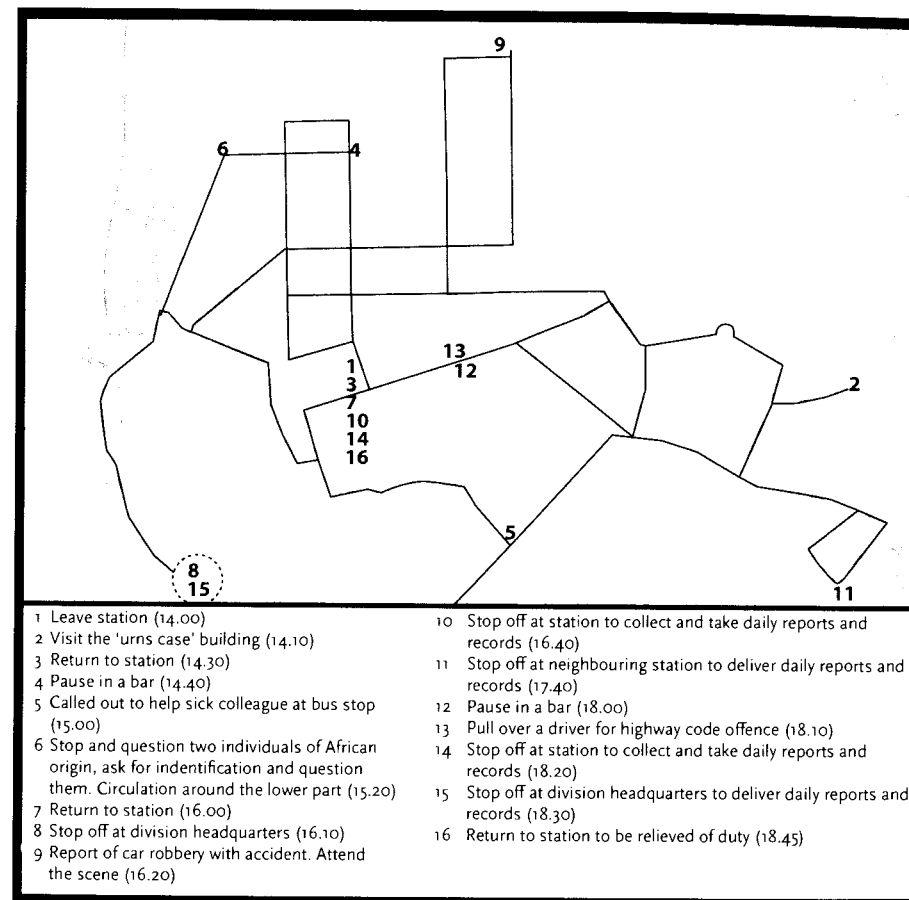 9
6
4
13
12
1
3
7
10
14
16
2
5
8
15
11
1 Leave station (14.00)
2 Visit the 'urns case' building (14.10)
3 Return to station (14.30)
4 Pause in a bar (14.40)
5 Called out to help sick colleague at bus stop
(15.00)
6 Stop and question two individuals of African
origin, ask for indentification and question
them. Circulation around the lower part (15.20)
7 Return to station (16.00)
8 Stop off at division headquarters (16.10)
9 Report of car robbery with accident. Attend
the scene (16.20)
10 Stop off at station to collect and take daily reports and
records (16.40)
11 Stop off at neighbouring station to deliver daily reports and
records (17.40)
12 Pause in a bar (18.00)
13 Pull over a driver for highway code offence (18.10)
14 Stop off at station to collect and take daily reports and
records (18.20)
15 Stop off at division headquarters to deliver daily reports and
records (18.30)
16 Return to station to be relieved of duty (18.45)